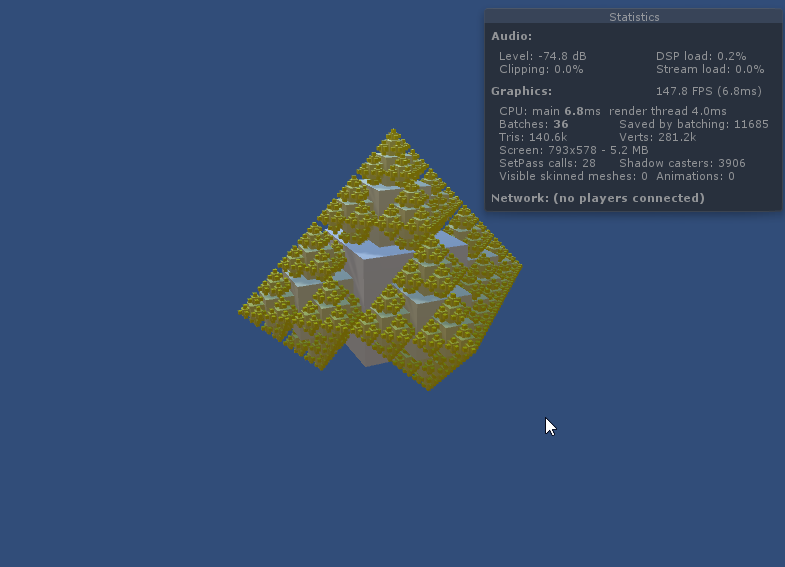 Statistics
Audio:
Level: -74.8 dB DSP load: 0.2%
Clipping: 0.0% Stream load: 0.0%
Graphics: 147.8 FPS (6.8ms)
CPU: main 6.8ms render thread 4.0ms
Batches: 36 Saved by batching: 11685
Tris: 140.6k Verts: 281.2k
Screen: 793x578 - 5.2 MB
SetPass calls: 28 Shadow casters: 3906
Visible skinned meshes: 0 Animations: 0
Network: (no players connected)